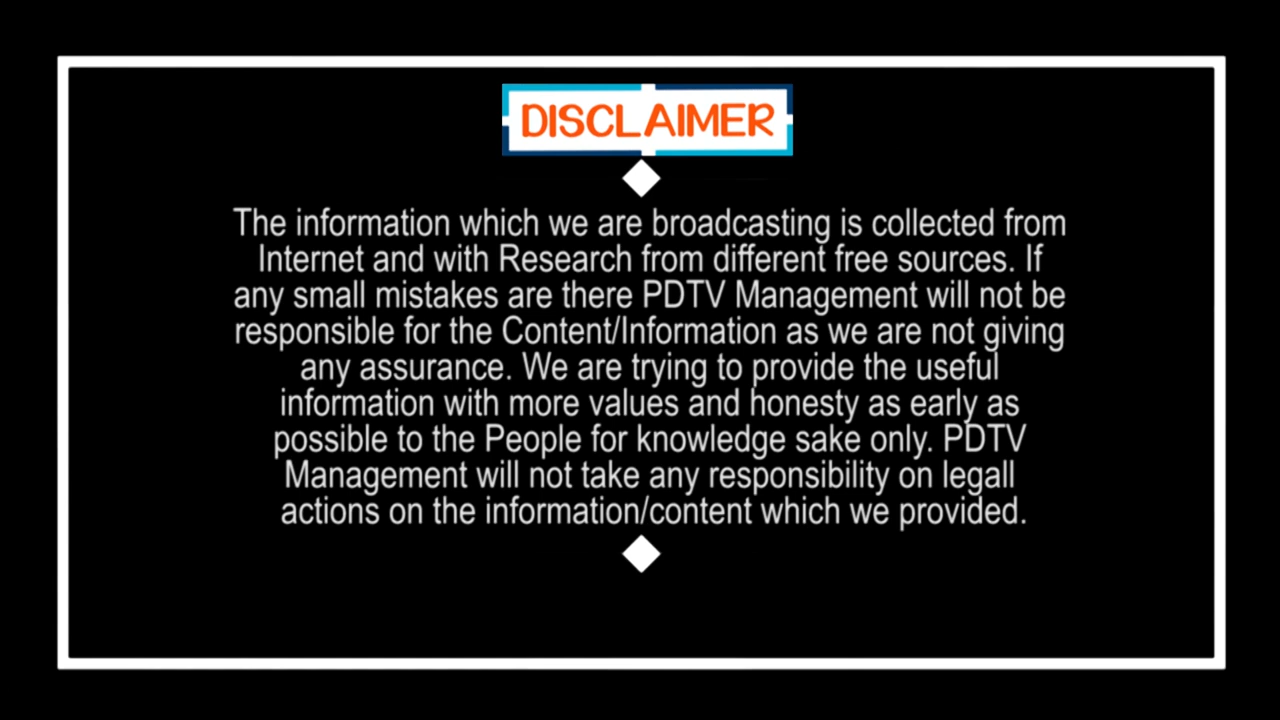 DISCLAIMER
The information which we are broadcasting is collected from
Internet and with Research from different free sources. If
any small mistakes are there PDTV Management will not be
responsible for the Content/Information as we are not giving
any assurance. We are trying to provide the useful
information with more values and honesty as early as
possible to the People for knowledge sake only. PDTV
Management will not take any responsibility on legall
actions on the information/content which we provided.